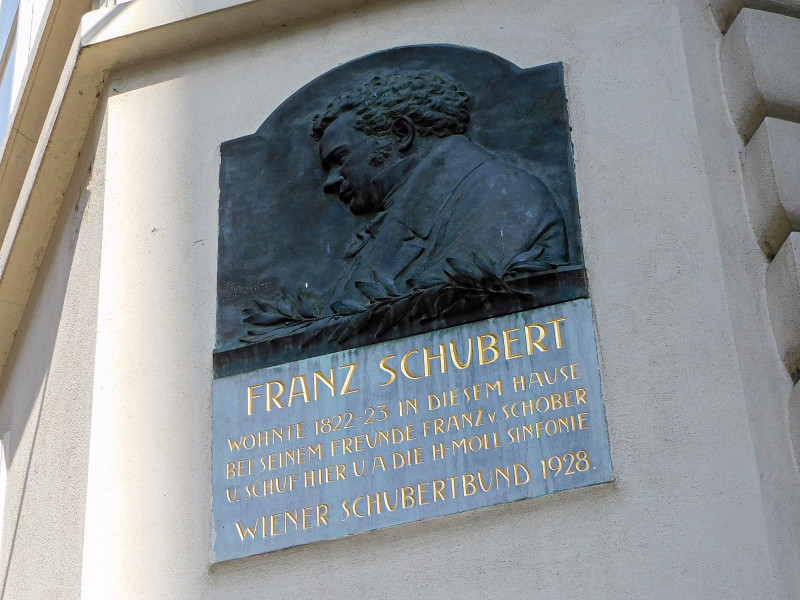 FRANZ SCHUBERT
WOHNTE 1822-23 IN DIESEM HAUSE
BEI SEINEM FREUNDE FRANZ V. SCHOBER
U. SCHUF HIER U. A. DIE H-MOLL SINFONIE
WIENER SCHUBERTBUND 1928.